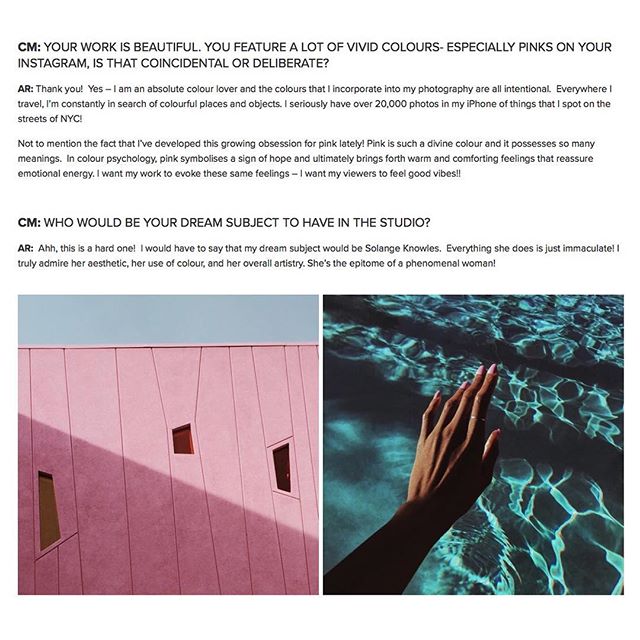 CM: YOUR WORK IS BEAUTIFUL. YOU FEATURE A LOT OF VIVID COLOURS- ESPECIALLY PINKS ON YOUR
INSTAGRAM, IS THAT COINCIDENTAL OR DELIBERATE?
AR: Thank you!  Yes – I am an absolute colour lover and the colours that I incorporate into my photography are all intentional.  Everywhere I
travel, I'm constantly in search of colourful places and objects. I seriously have over 20,000 photos in my iPhone of things that I spot on the
streets of NYC!
Not to mention the fact that I've developed this growing obsession for pink lately! Pink is such a divine colour and it possesses so many
meanings.  In colour psychology, pink symbolises a sign of hope and ultimately brings forth warm and comforting feelings that reassure
emotional energy. I want my work to evoke these same feelings – I want my viewers to feel good vibes!!
CM: WHO WOULD BE YOUR DREAM SUBJECT TO HAVE IN THE STUDIO?
AR:  Ahh, this is a hard one!  I would have to say that my dream subject would be Solange Knowles.  Everything she does is just immaculate! I
truly admire her aesthetic, her use of colour, and her overall artistry. She's the epitome of a phenomenal woman!